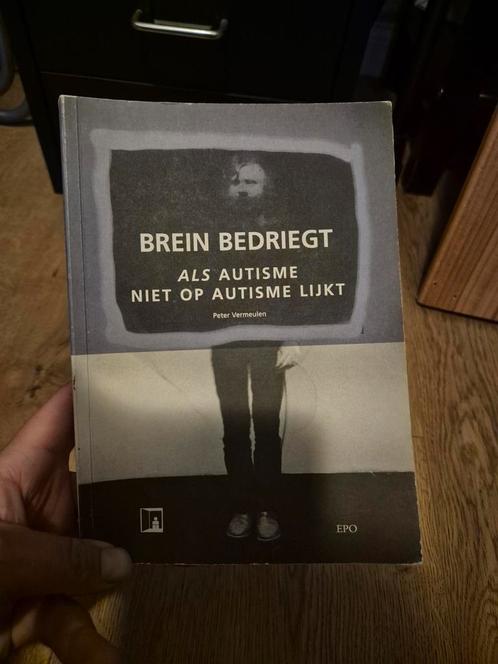 BREIN BEDRIEGT
ALS AUTISME
NIET OP AUTISME LIJKT
Peter Vermeulen
EPO